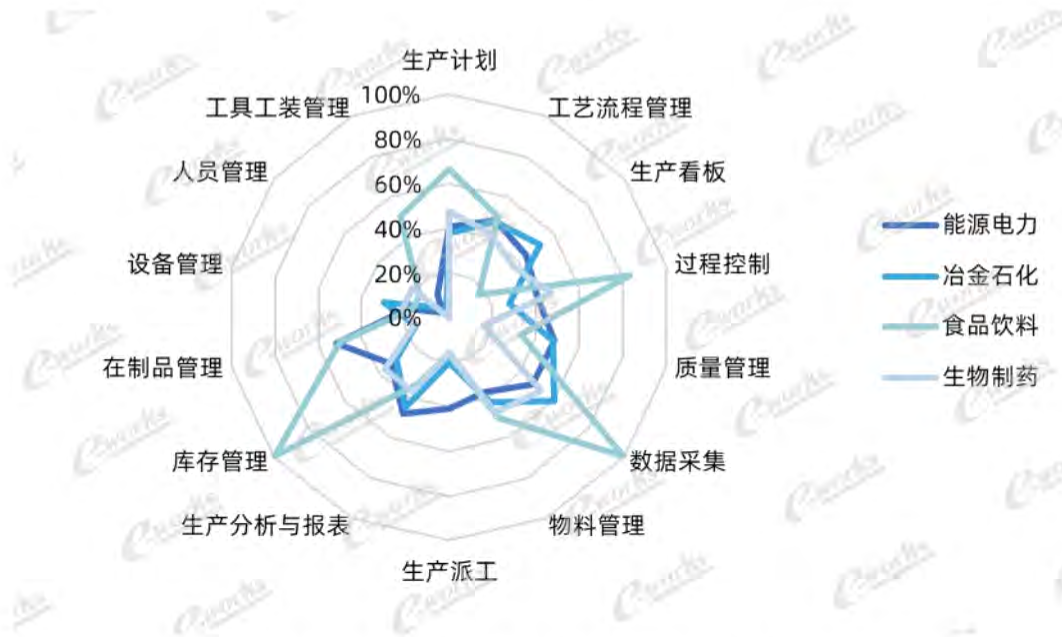 生产计划
100%
工具工装管理
工艺流程管理
80%
人员管理
生产看板
60%
能源电力
40%
设备管理
过程控制
冶金石化
20%
0%
食品饮料
在制品管理
质量管理
生物制药
库存管理
数据采集
生产分析与报表
物料管理
生产派工
e-works